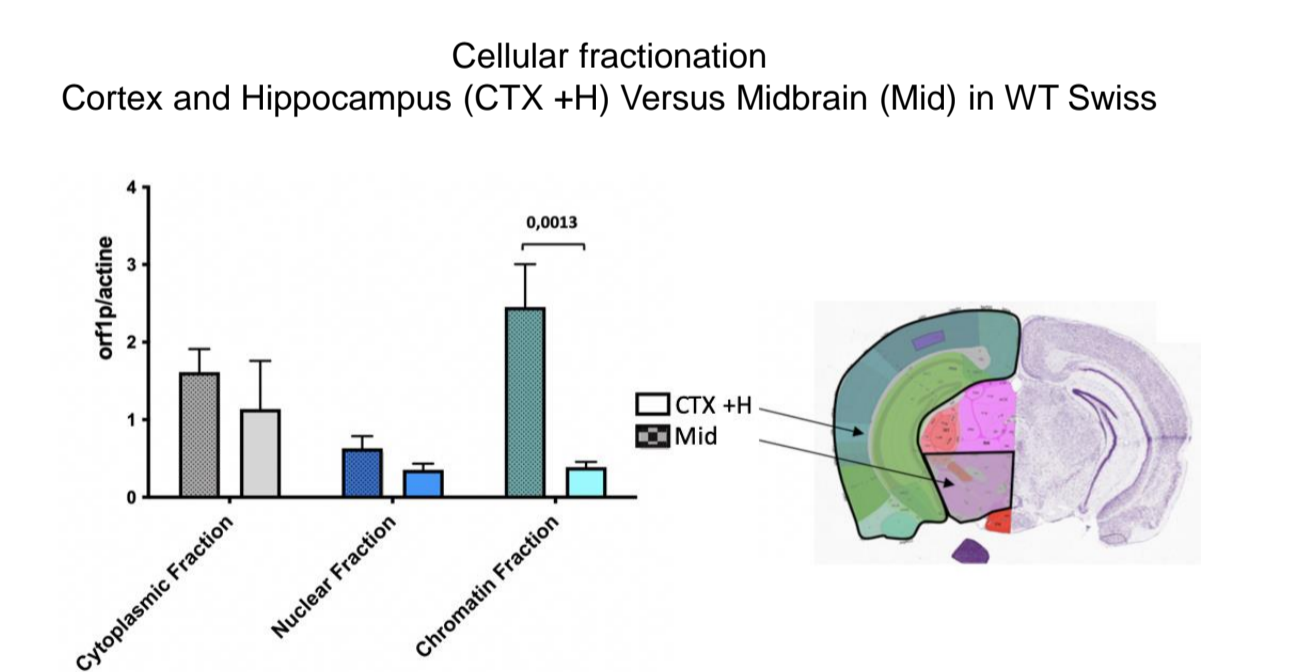 Cellular fractionation
Cortex and Hippocampus (CTX +H) Versus Midbrain (Mid) in WT Swiss
orf1p/actine
4
3
2
1
0
0,0013
Cytoplasmic Fraction
Nuclear Fraction
Chromatin Fraction
CTX +H
Mid